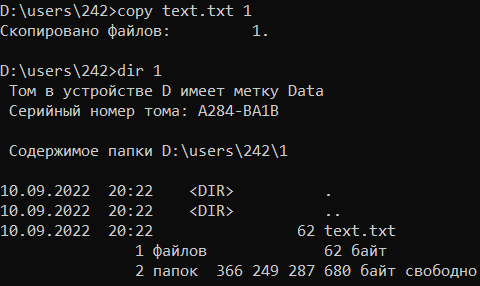 D:\users\242>copy text.txt 1
Скопировано файлов:         1.
D:\users\242>dir 1
Том в устройстве D имеет метку Data
Серийный номер тома: A284-BA1B
Содержимое папки D:\users\242\1
10.09.2022  20:22    <DIR>          .
10.09.2022  20:22    <DIR>          ..
10.09.2022  20:22                62 text.txt
1 файлов             62 байт
2 папок  366 249 287 680 байт свободно